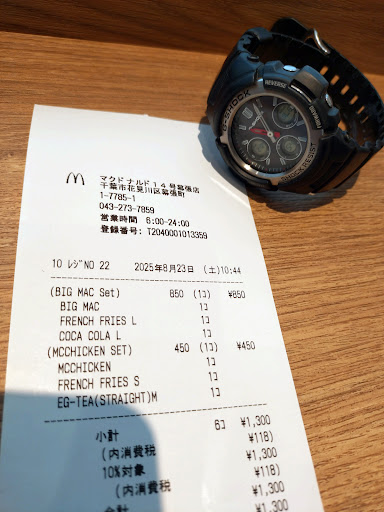 G-SHOCK
REVERSE
SHOCK RESIST
マクドナルド14号幕張店
千葉市花見川区幕張町
1-7785-1
043-273-7859
営業時間 6:00-24:00
登録番号: T2040001013359
10 ﾚｼﾞNO 22 2025年8月23日 (土)10:44
(BIG MAC Set) 850 (1コ) ¥850
BIG MAC 1コ
FRENCH FRIES L 1コ
COCA COLA L 1コ
(MCCHICKEN SET) 450 (1コ) ¥450
MCCHICKEN 1コ
FRENCH FRIES S 1コ
EG-TEA(STRAIGHT)M 1コ
小計 6コ ¥1,300
(内消費税 ¥118)
10%対象 ¥1,300
(内消費税 ¥118)
合計 ¥1,300